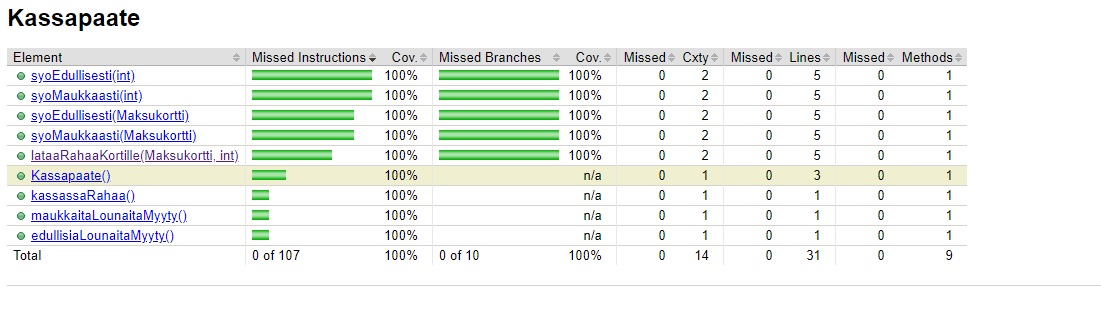 Kassapaate
Element Missed Instructions Cov. Missed Branches Cov. Missed Cxty Missed Lines Missed Methods
syoEdullisesti(int) 100% 100% 0 2 0 5 0 1
syoMaukkaasti(int) 100% 100% 0 2 0 5 0 1
syoEdullisesti(Maksukortti) 100% 100% 0 2 0 5 0 1
syoMaukkaasti(Maksukortti) 100% 100% 0 2 0 5 0 1
lataaRahaaKortille(Maksukortti, int) 100% 100% 0 2 0 5 0 1
Kassapaate() 100% n/a 0 1 0 3 0 1
kassassaRahaa() 100% n/a 0 1 0 1 0 1
maukkaitaLounaitaMyyty() 100% n/a 0 1 0 1 0 1
edullisiaLounaitaMyyty() 100% n/a 0 1 0 1 0 1
Total 0 of 107 100% 0 of 10 100% 0 14 0 31 0 9